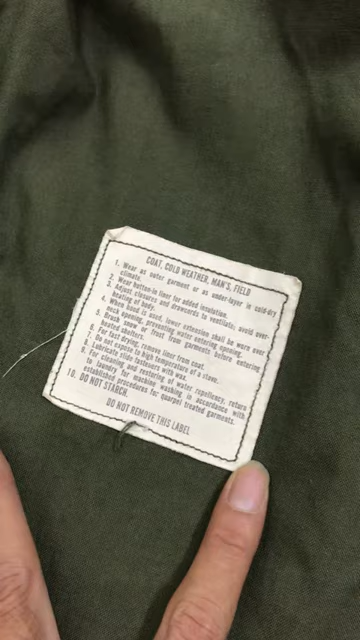 COAT, COLD WEATHER, MAN'S, FIELD
1. Wear as outer garment or as under-layer in cold-dry
climate.
2. Wear button-in liner for added insulation.
3. Adjust closures and drawcords to ventilate; avoid over-
heating of body.
4. When hood is used, lower extension shall be worn over
neck opening, preventing water entering opening.
5. Brush snow or frost from garments before entering
heated shelters.
6. For fast drying, remove liner from coat.
7. Do not expose to high temperature of a stove.
8. Lubricate slide fasteners with wax.
9. For cleaning and restoring of water repellency, return
to laundry for machine washing in accordance with
established procedures for quarpel treated garments.
10. DO NOT STARCH.
DO NOT REMOVE THIS LABEL